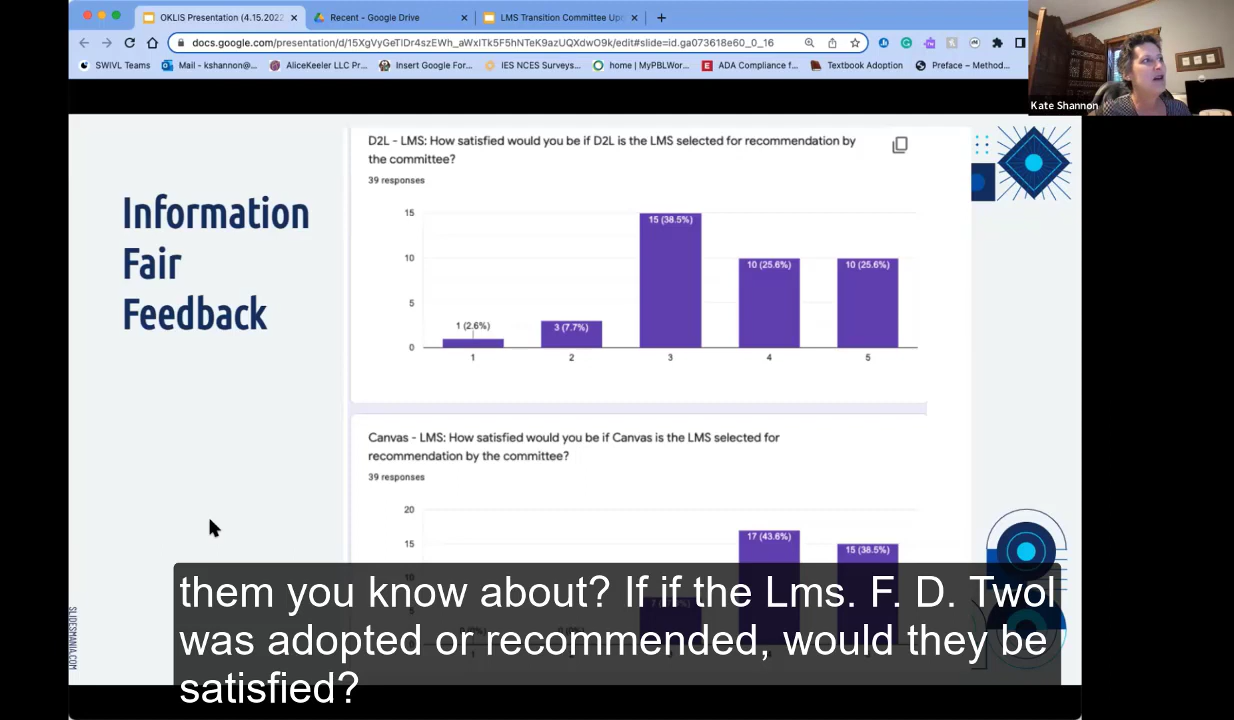 OKLIS Presentation (4.15.2022
Recent - Google Drive
LMS Transition Committee Up
docs.google.com/presentation/d/15XgVyGeTlDr4szEWh_aWxITk5F5hNTeK9azUQXdwO9k/edit#slide=id.ga073618e60_0_16
SWIVL Teams
Mail - kshannon@...
AliceKeeler LLC Pr...
Insert Google For...
IES NCES Surveys...
home | MyPBLWor...
ADA Compliance f...
Textbook Adoption
Preface – Method...
Kate Shannon
Information
Fair
Feedback
D2L - LMS: How satisfied would you be if D2L is the LMS selected for recommendation by
the committee?
39 responses
15
10
5
0
1 (2.6%)
3 (7.7%)
15 (38.5%)
10 (25.6%)
10 (25.6%)
1
2
3
4
5
Canvas - LMS: How satisfied would you be if Canvas is the LMS selected for
recommendation by the committee?
39 responses
20
15
10
17 (43.6%)
15 (38.5%)
them you know about? If if the Lms. F. D. Twol
was adopted or recommended, would they be
satisfied?
SLIDESMANIA.COM